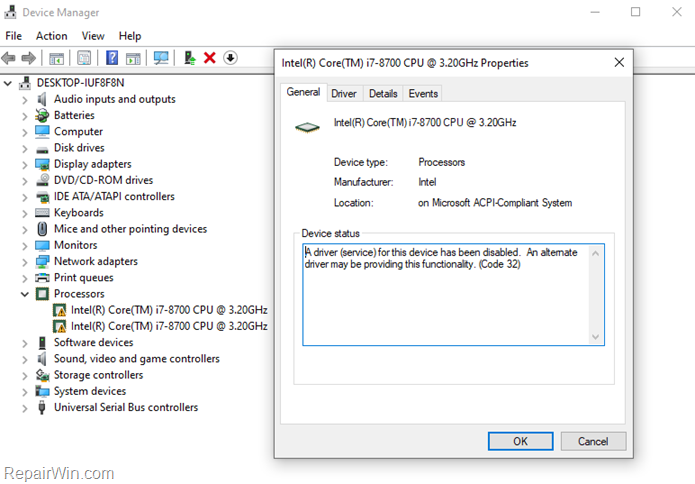 Device Manager
File Action View Help
DESKTOP-IUF8F8N
Audio inputs and outputs
Batteries
Computer
Disk drives
Display adapters
DVD/CD-ROM drives
IDE ATA/ATAPI controllers
Keyboards
Mice and other pointing devices
Monitors
Network adapters
Print queues
Processors
Intel(R) Core(TM) i7-8700 CPU @ 3.20GHz
Intel(R) Core(TM) i7-8700 CPU @ 3.20GHz
Software devices
Sound, video and game controllers
Storage controllers
System devices
Universal Serial Bus controllers
Intel(R) Core(TM) i7-8700 CPU @ 3.20GHz Properties
General Driver Details Events
Intel(R) Core(TM) i7-8700 CPU @ 3.20GHz
Device type: Processors
Manufacturer: Intel
Location: on Microsoft ACPI-Compliant System
Device status
A driver (service) for this device has been disabled. An alternate
driver may be providing this functionality. (Code 32)
OK Cancel
RepairWin.com